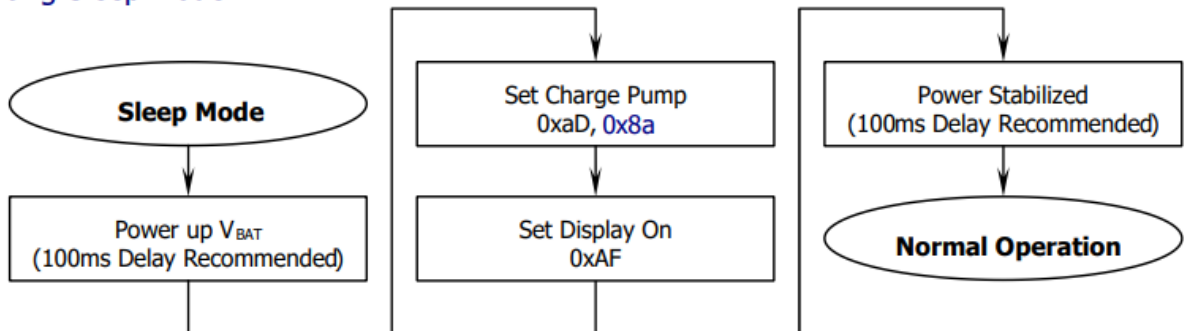 Sleep Mode
Power up VBAT
(100ms Delay Recommended)
Set Charge Pump
0xaD, 0x8a
Set Display On
0xAF
Power Stabilized
(100ms Delay Recommended)
Normal Operation